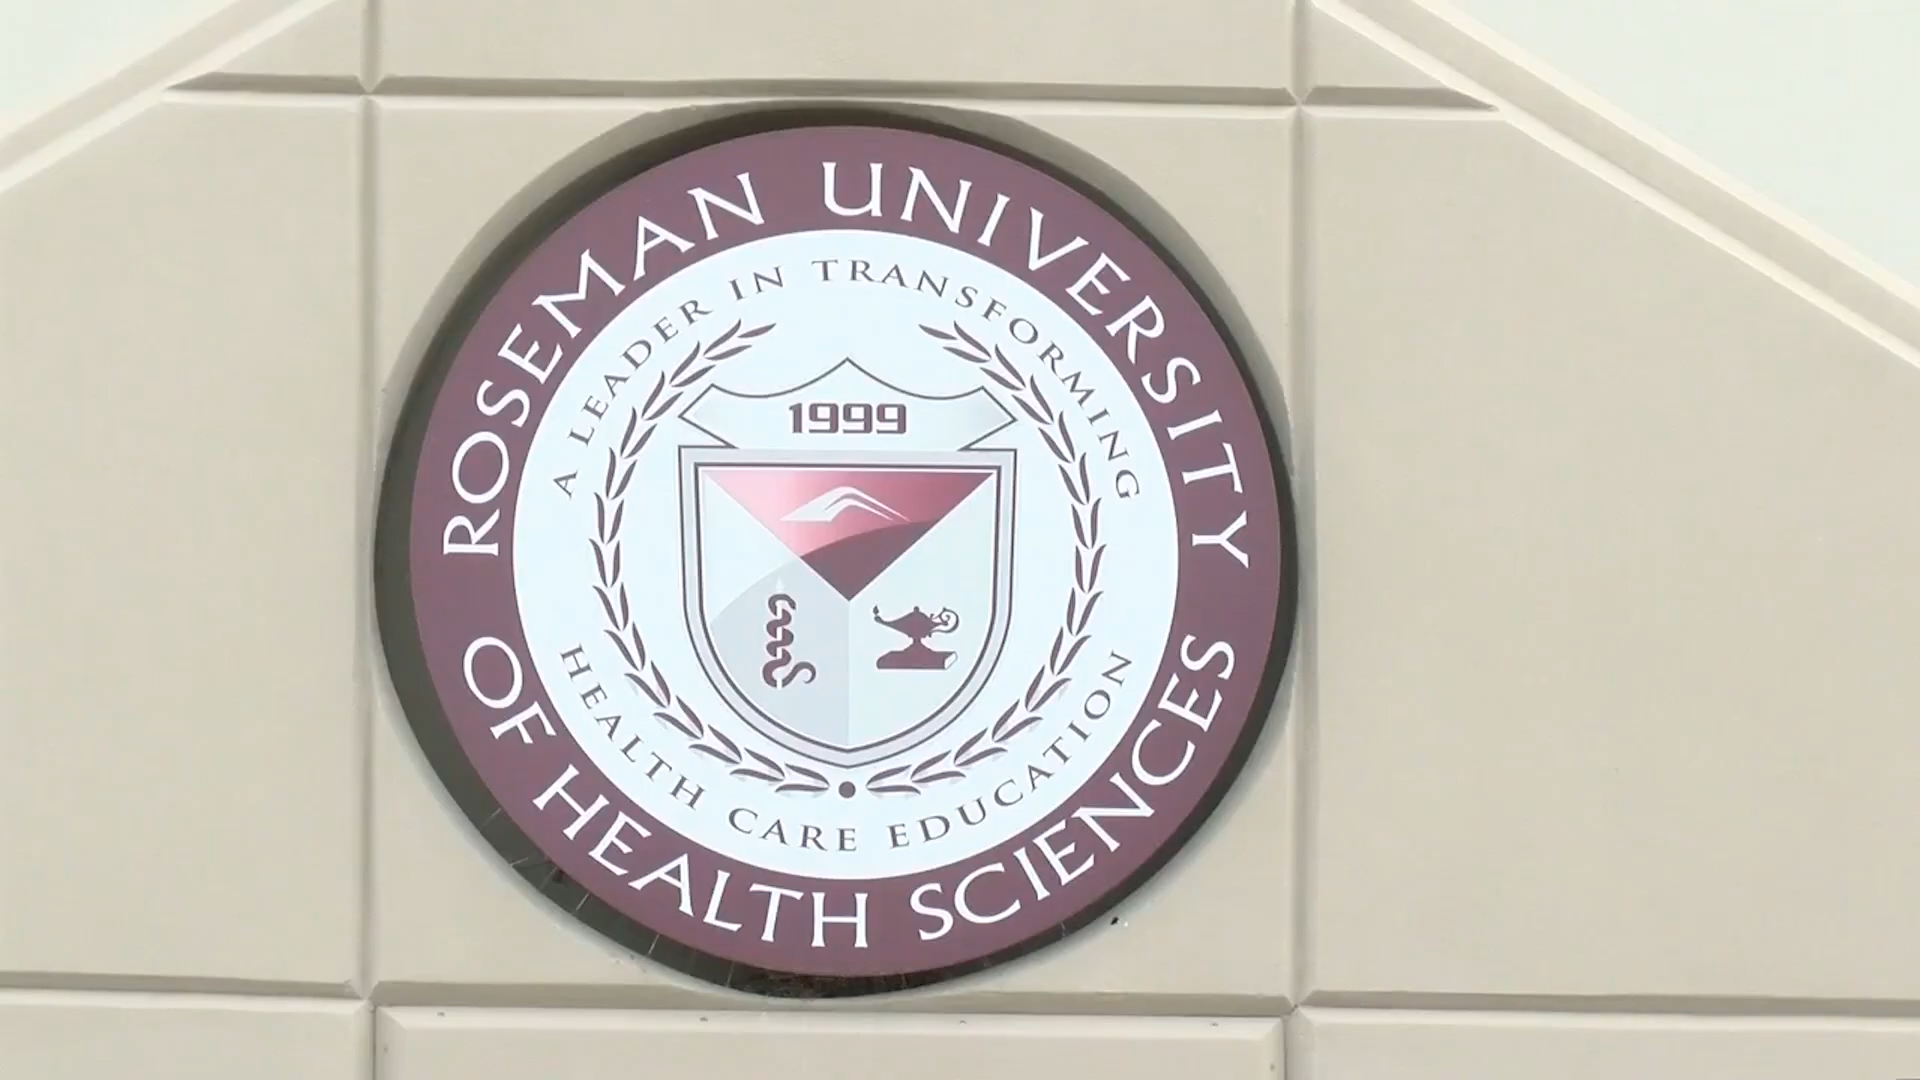 ROSEMAN UNIVERSITY
OF HEALTH SCIENCES
A LEADER IN TRANSFORMING
HEALTH CARE EDUCATION
1999